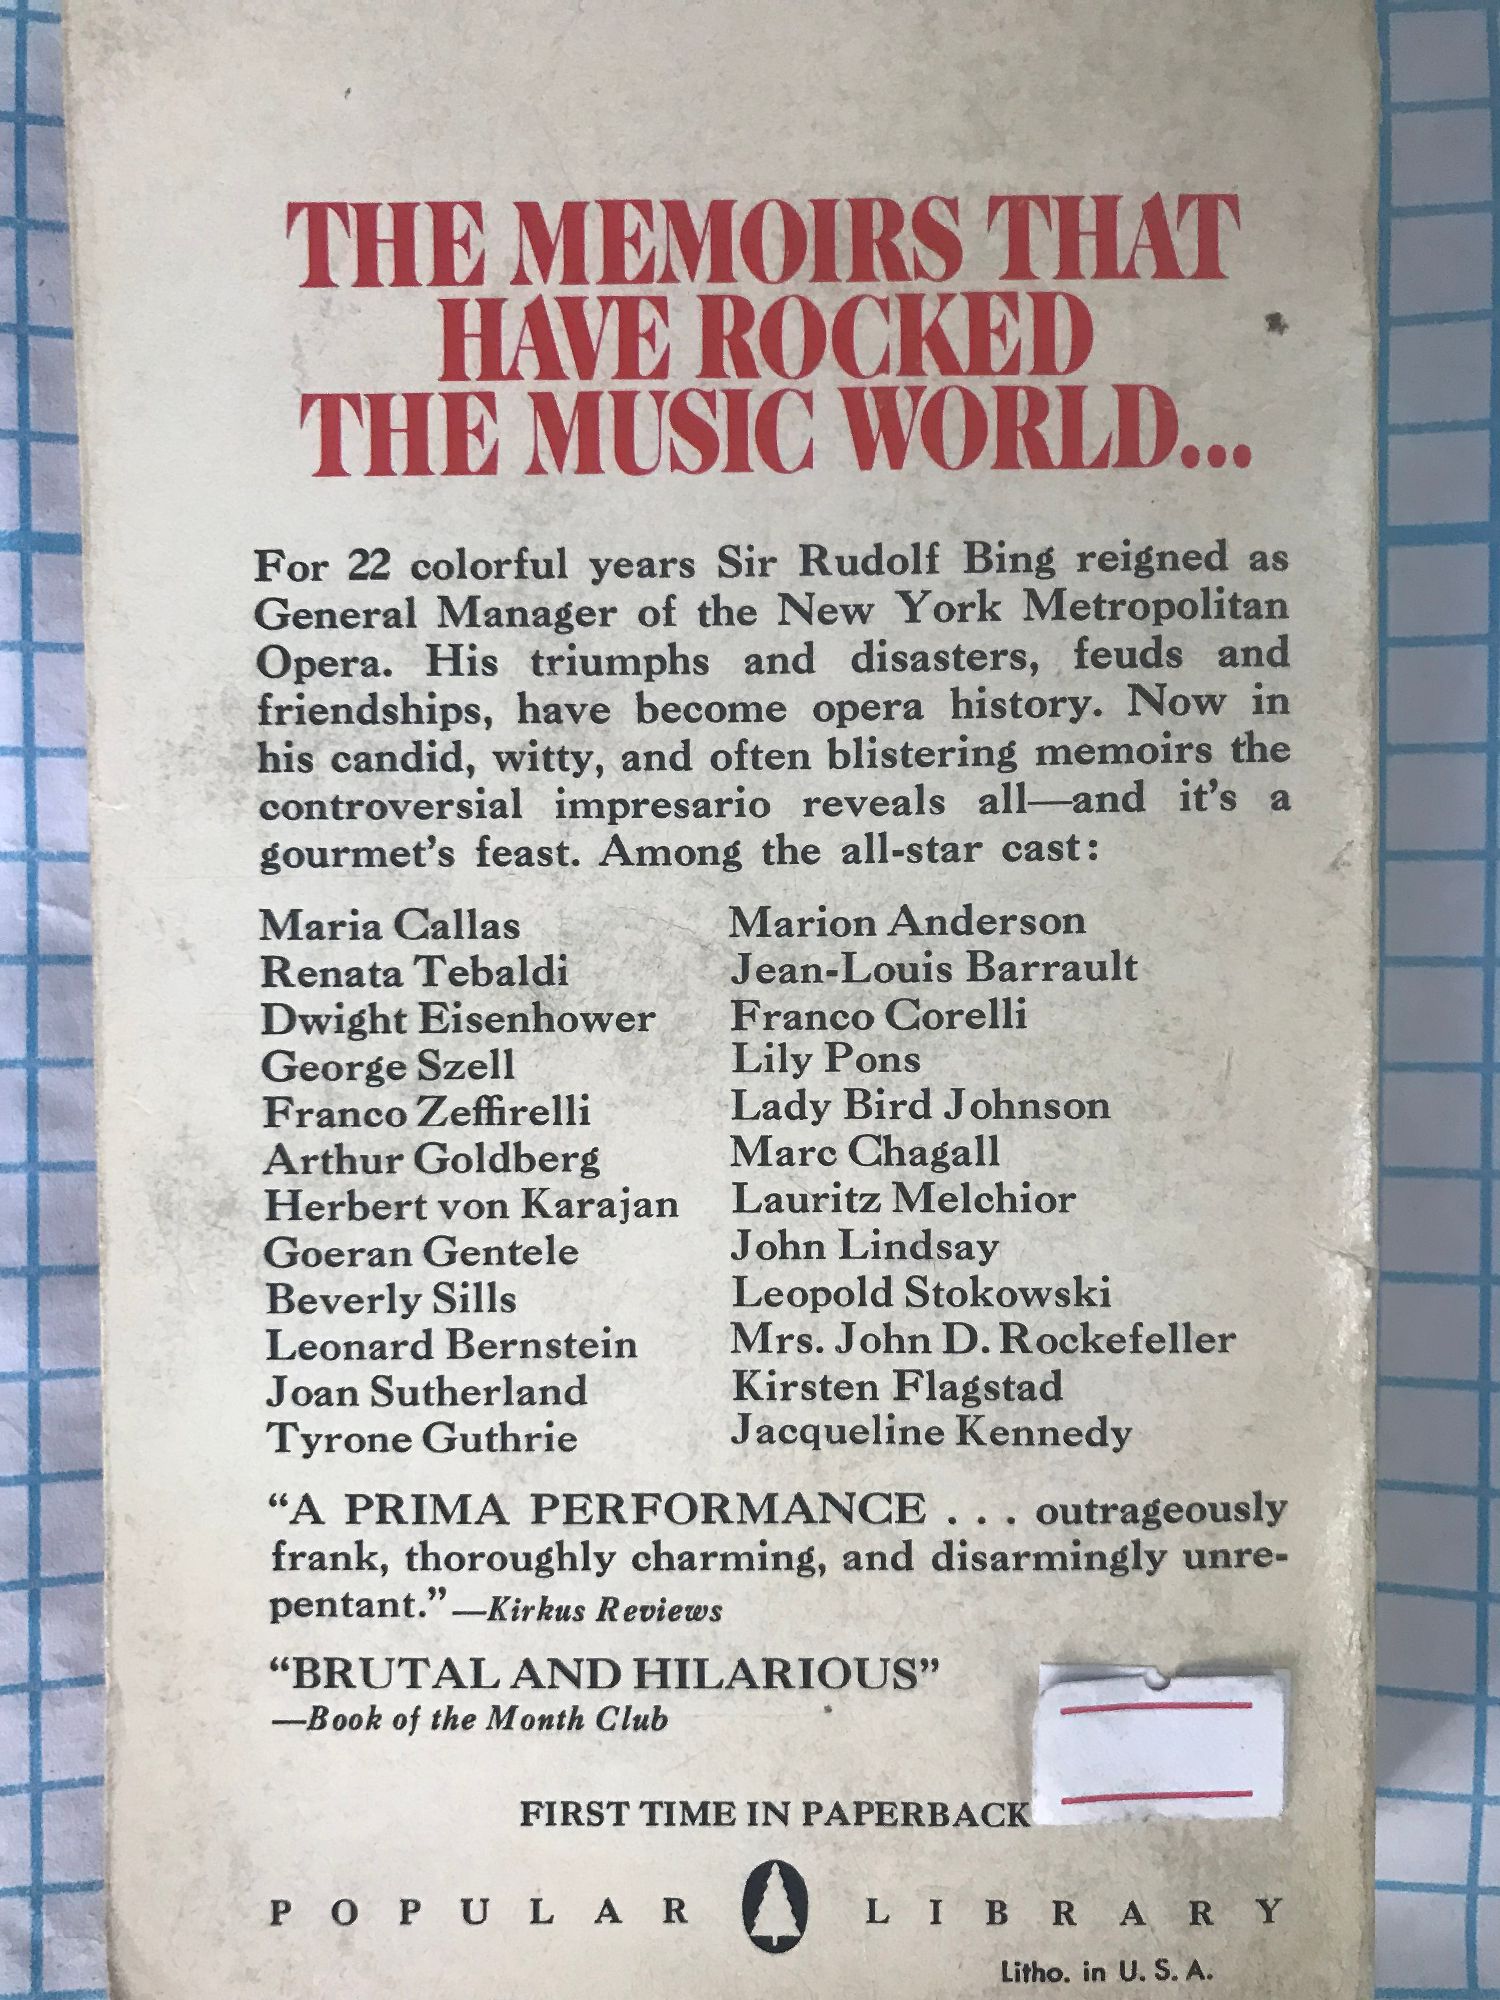 THE MEMOIRS THAT
HAVE ROCKED
THE MUSIC WORLD...
For 22 colorful years Sir Rudolf Bing reigned as
General Manager of the New York Metropolitan
Opera. His triumphs and disasters, feuds and
friendships, have become opera history. Now in
his candid, witty, and often blistering memoirs the
controversial impresario reveals all—and it's a
gourmet's feast. Among the all-star cast:
Maria Callas
Renata Tebaldi
Dwight Eisenhower
George Szell
Franco Zeffirelli
Arthur Goldberg
Herbert von Karajan
Goeran Gentele
Beverly Sills
Leonard Bernstein
Joan Sutherland
Tyrone Guthrie
Marion Anderson
Jean-Louis Barrault
Franco Corelli
Lily Pons
Lady Bird Johnson
Marc Chagall
Lauritz Melchior
John Lindsay
Leopold Stokowski
Mrs. John D. Rockefeller
Kirsten Flagstad
Jacqueline Kennedy
“A PRIMA PERFORMANCE . . . outrageously
frank, thoroughly charming, and disarmingly unre-
pentant.”—Kirkus Reviews
“BRUTAL AND HILARIOUS”
—Book of the Month Club
FIRST TIME IN PAPERBACK
POPULAR LIBRARY
Litho. in U. S. A.